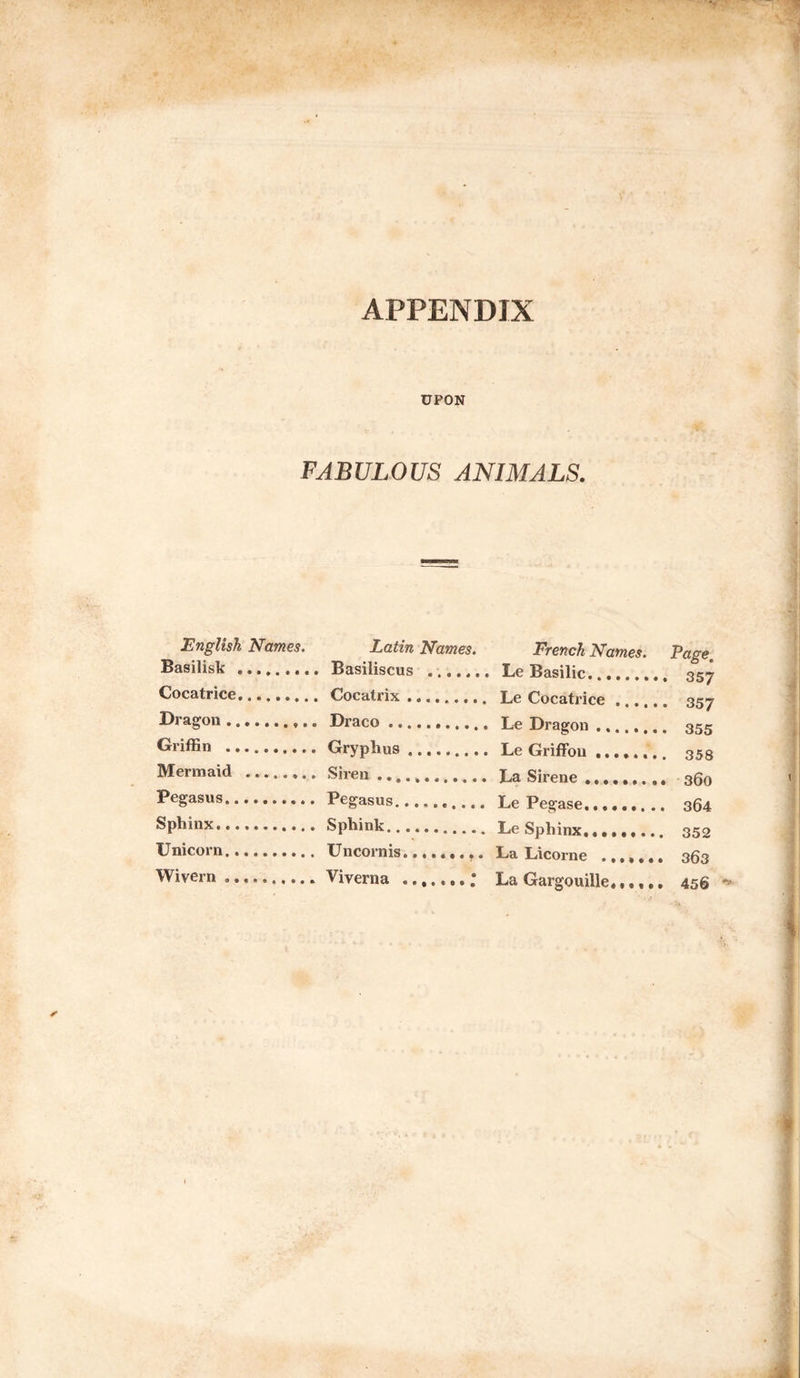 APPENDIX
UPON
FABULOUS ANIMALS.
English Names. Latin Names. French Names. Page.
Basilisk .......... Basiliscus ........ Le Basilic.......... 357
Cocatrice.......... Cocatrix .......... Le Cocatrice ...... 357
Dragon .......... Draco ............ Le Dragon ........ 355
Griffin .......... Gryphus .......... Le Griffon ........ 358
Mermaid ........ Siren ............ La Sirene .......... 360
Pegasus.......... Pegasus.......... Le Pegase.......... 364
Sphinx............ Sphink............ Le Sphinx.......... 352
Unicorn.......... Uncornis.......... La Licorne ....... 363
Wivern .......... Viverna ........ La Gargouille...... 456